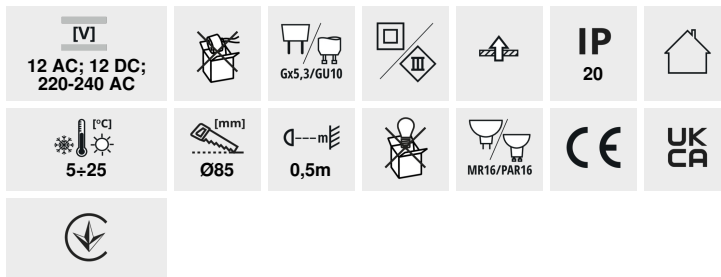 [V]
12 AC; 12 DC;
220-240 AC
Gx5,3/GU10
III
IP
20
[°C]
5÷25
[mm]
Ø85
m
0,5m
MR16/PAR16
CE
UK
CA